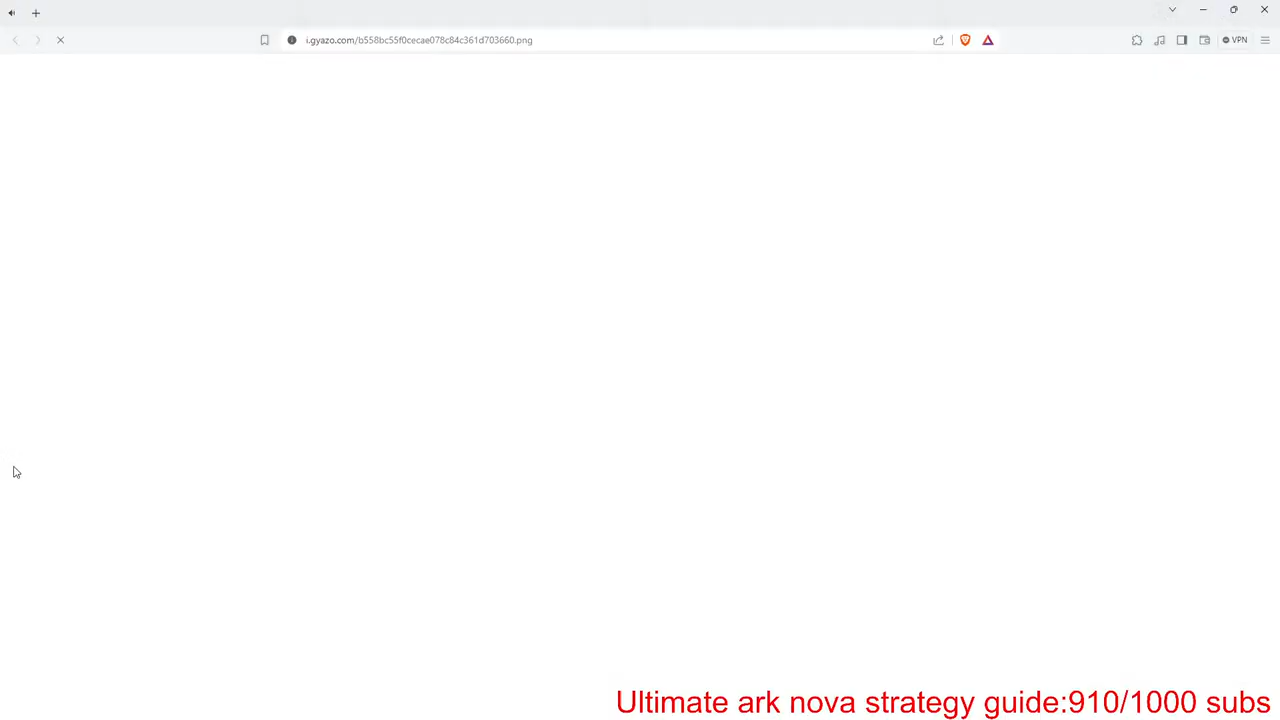 i.gyazo.com/b558bc55f0cecae078c84c361d703660.png
VPN
Ultimate ark nova strategy guide:910/1000 subs